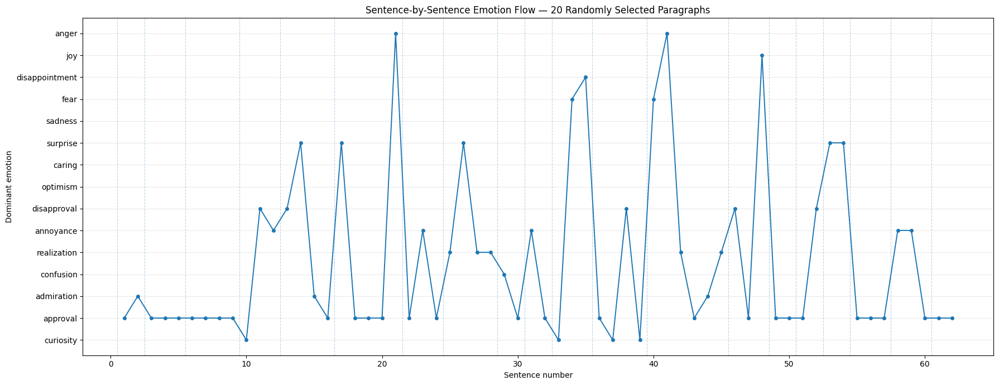 Sentence-by-Sentence Emotion Flow — 20 Randomly Selected Paragraphs
anger
joy
disappointment
fear
sadness
surprise
caring
optimism
disapproval
annoyance
realization
confusion
admiration
approval
curiosity
Dominant emotion
0 10 20 30 40 50 60
Sentence number